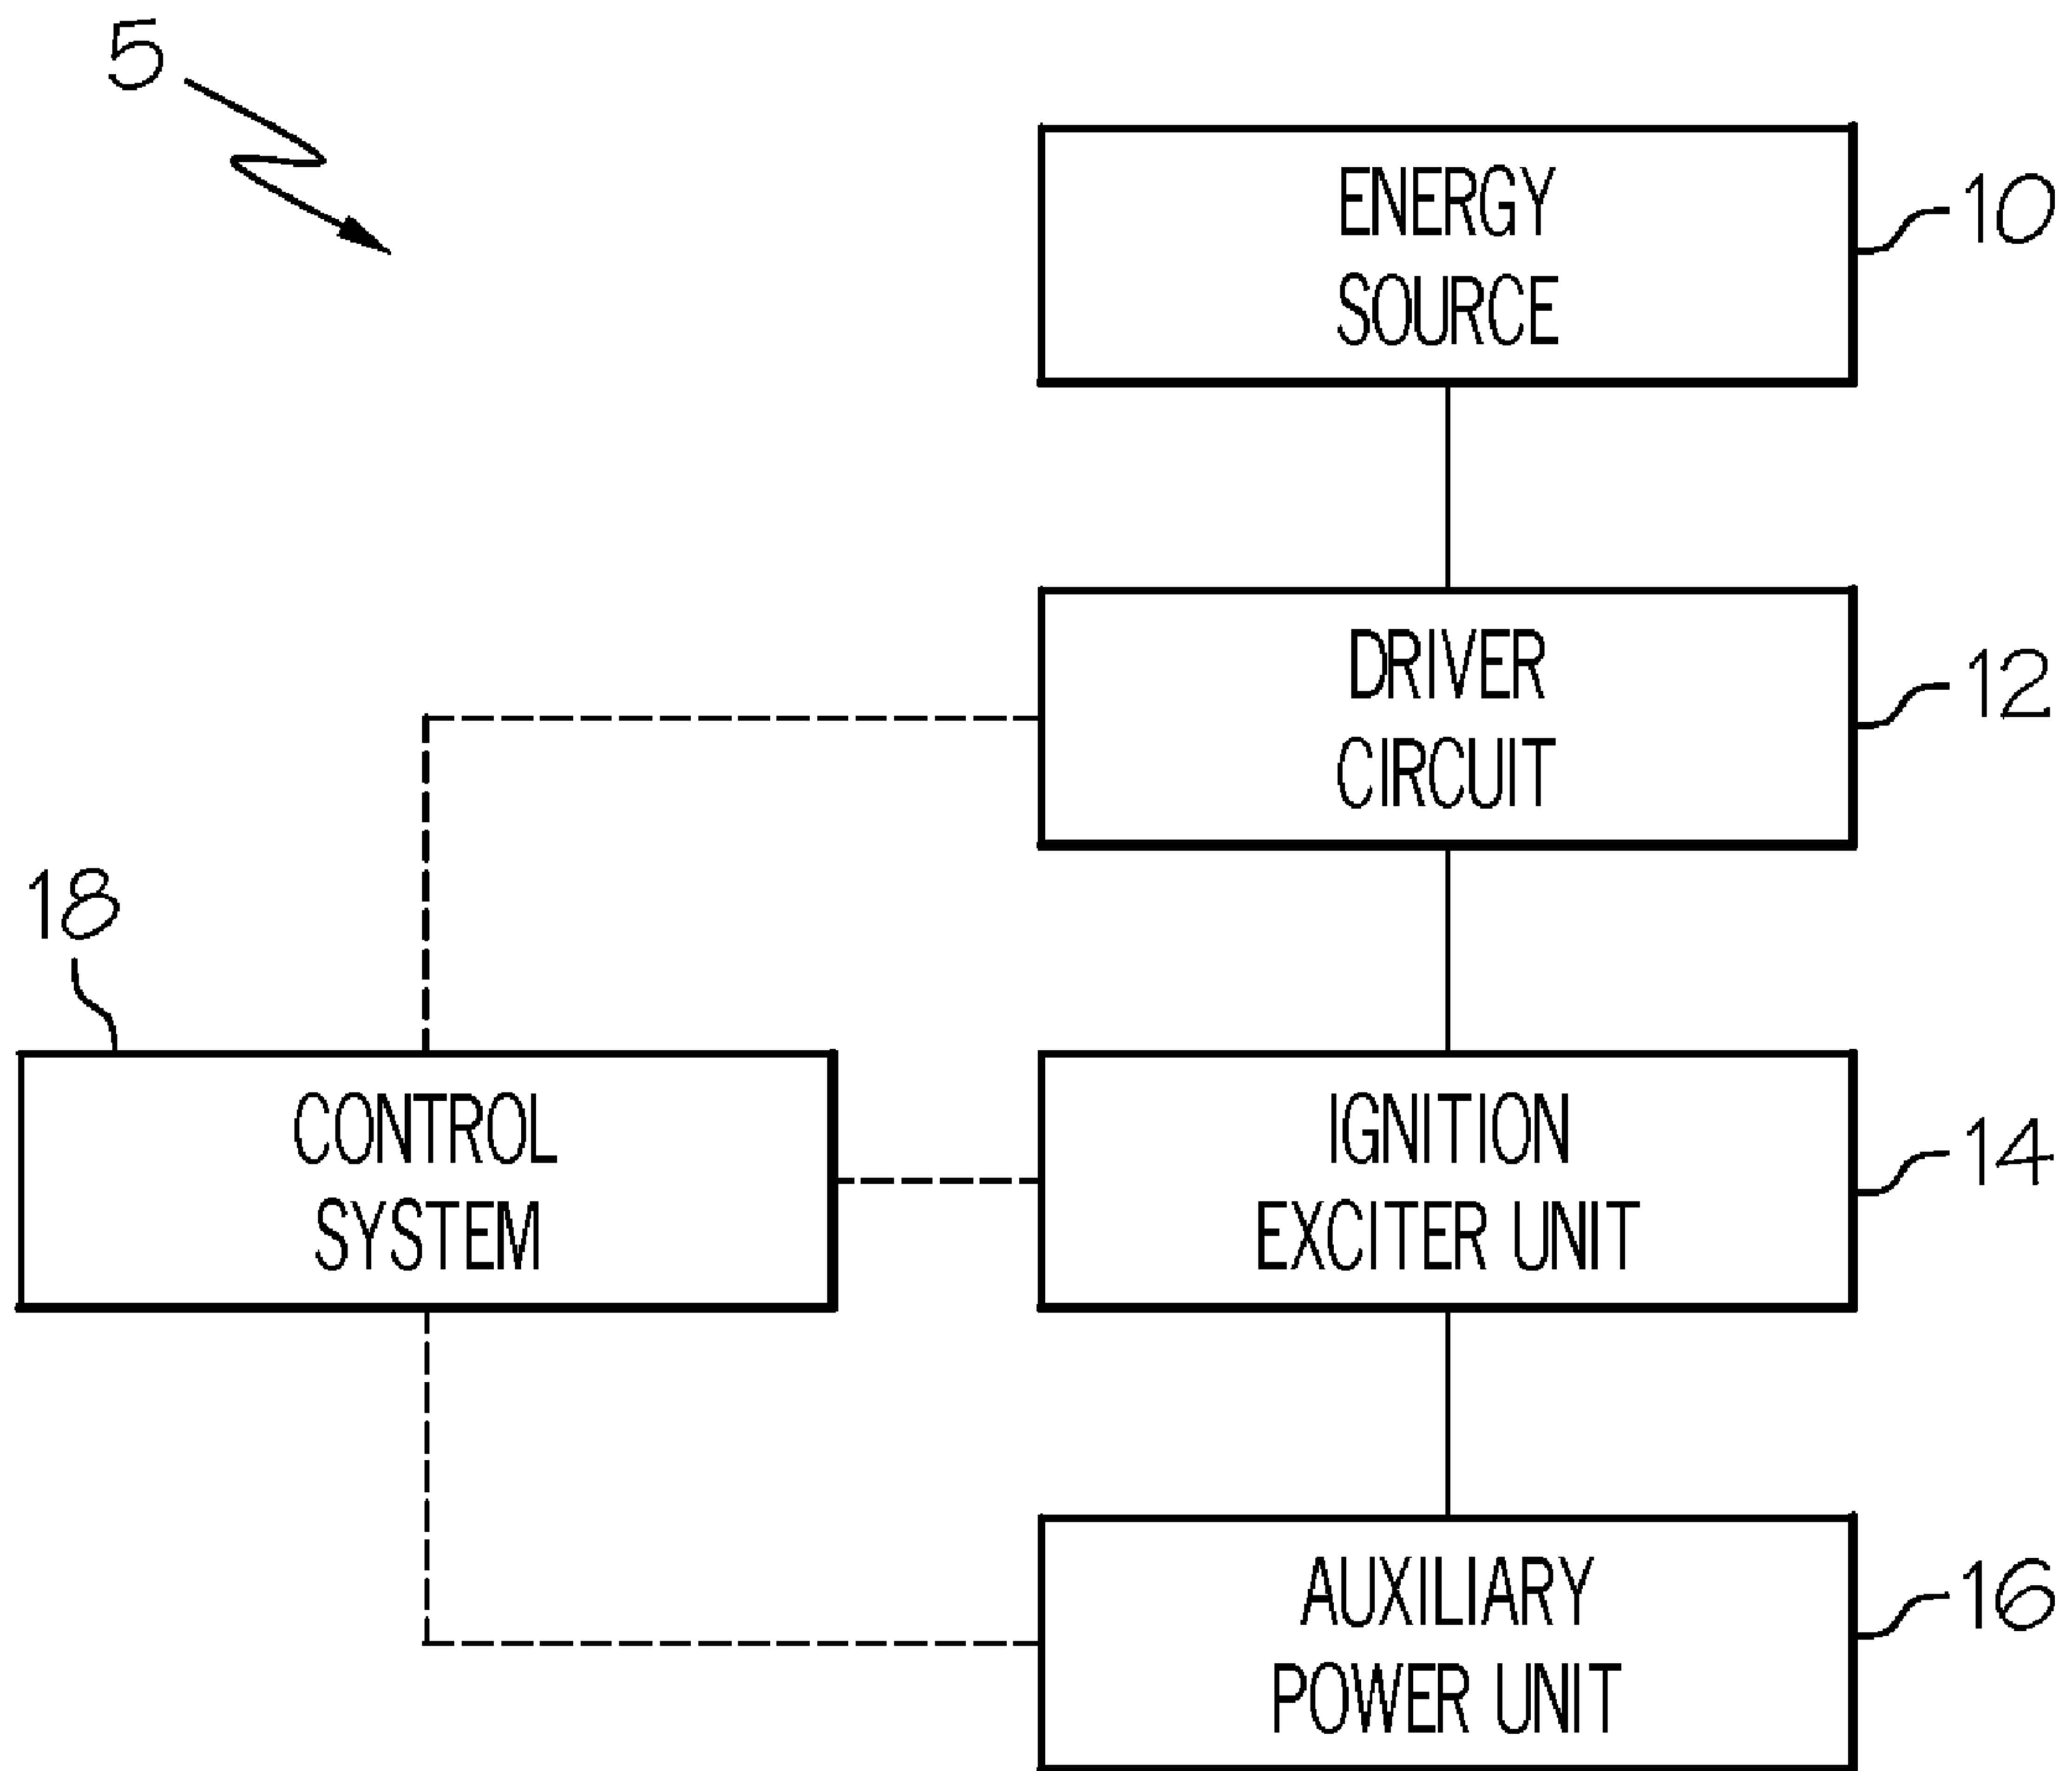 5
ENERGY
SOURCE
10
DRIVER
CIRCUIT
12
18
CONTROL
SYSTEM
IGNITION
EXCITER UNIT
14
AUXILIARY
POWER UNIT
16